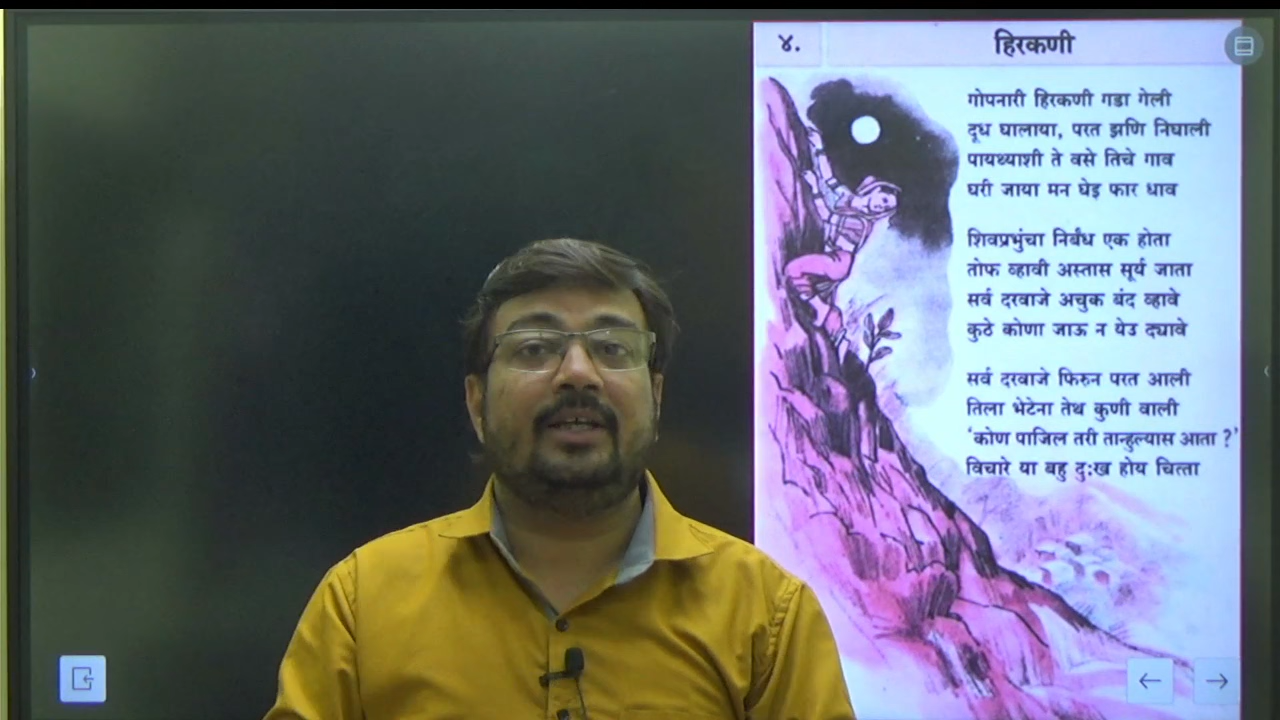 ४.
हिरकणी
गोपनारी हिरकणी गडा गेली
दूध घालाया, परत झणि निघाली
पायथ्याशी ते वसे तिचे गाव
घरी जाया मन घेइ फार धाव
शिवप्रभुंचा निर्बंध एक होता
तोफ व्हावी अस्तास सूर्य जाता
सर्व दरवाजे अचुक बंद व्हावे
कुठे कोणा जाऊ न येउ द्यावे
सर्व दरवाजे फिरुन परत आली
तिला भेटेना तेथ कुणी वाली
‘कोण पाजिल तरी तान्हुल्यास आता ?’
विचारे या बहु दुःख होय चित्ता